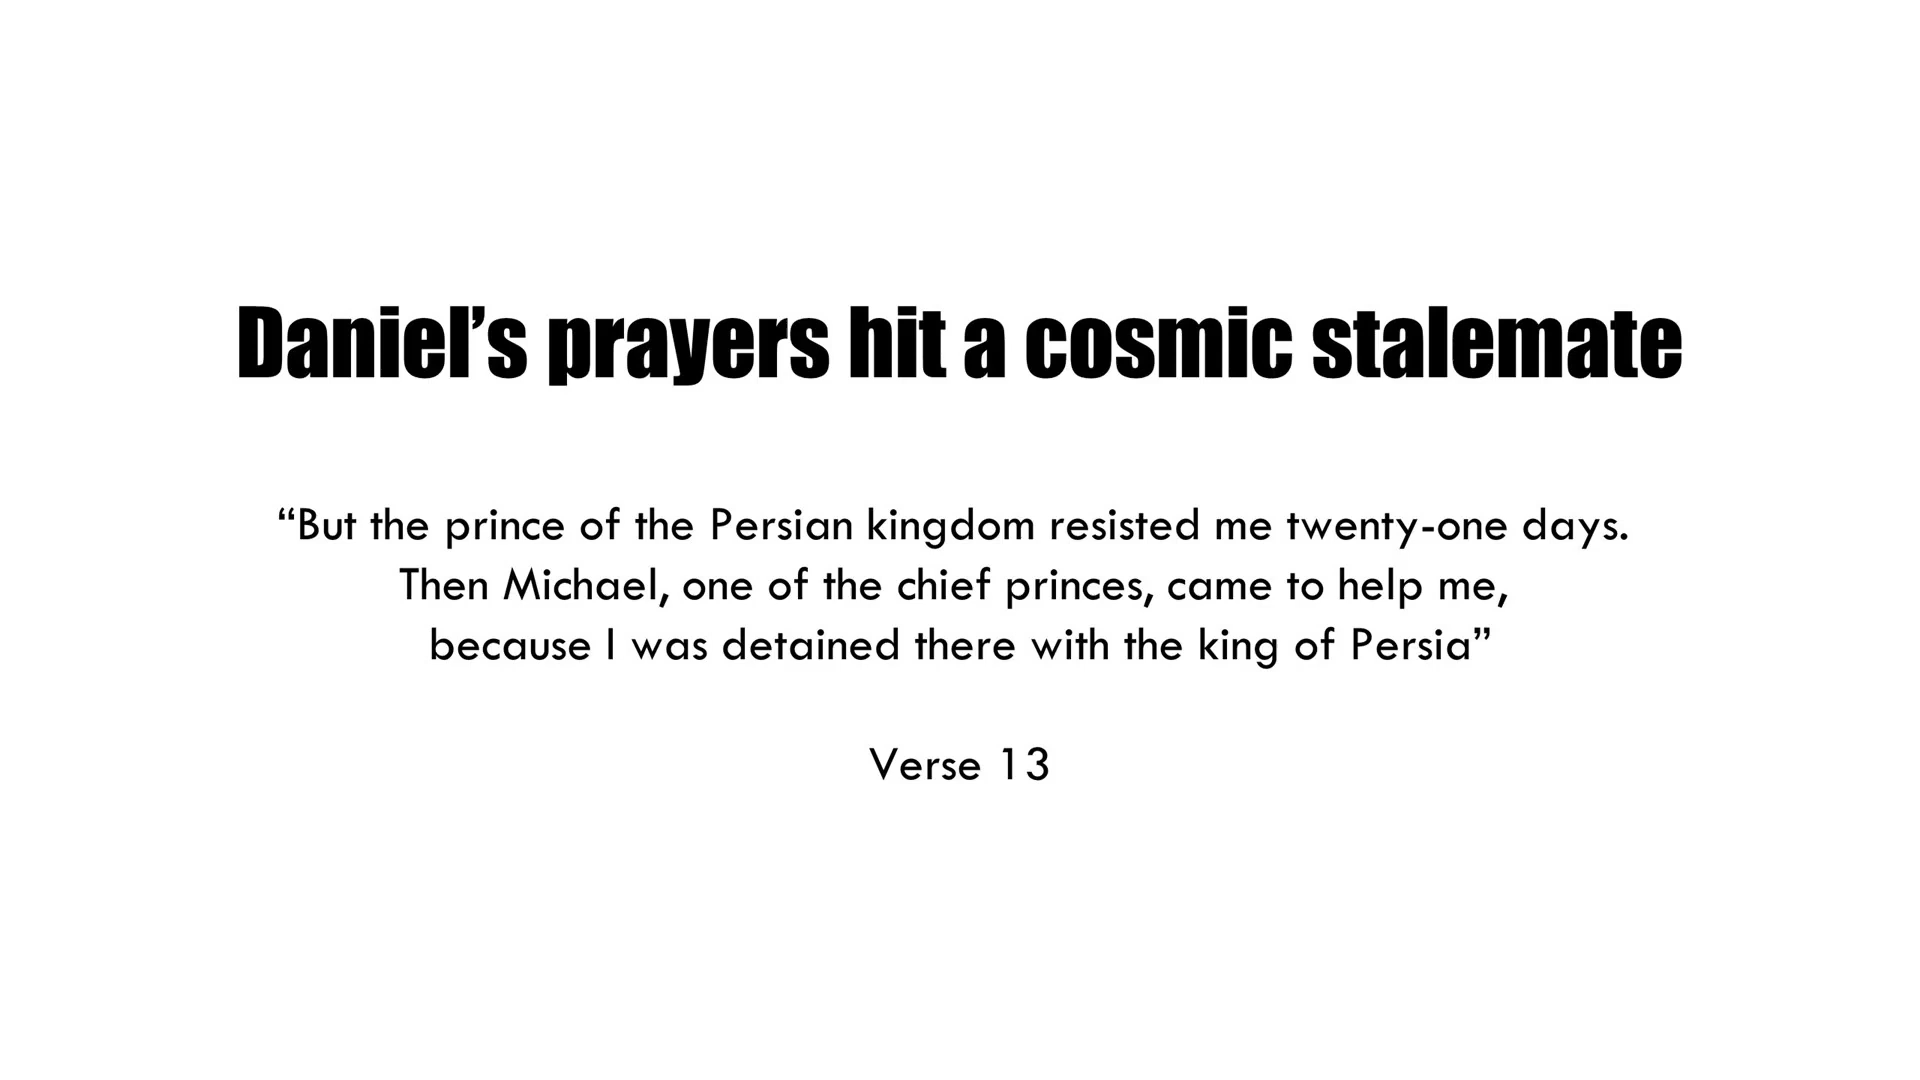 Daniel’s prayers hit a cosmic stalemate
“But the prince of the Persian kingdom resisted me twenty-one days.
Then Michael, one of the chief princes, came to help me,
because I was detained there with the king of Persia”
Verse 13